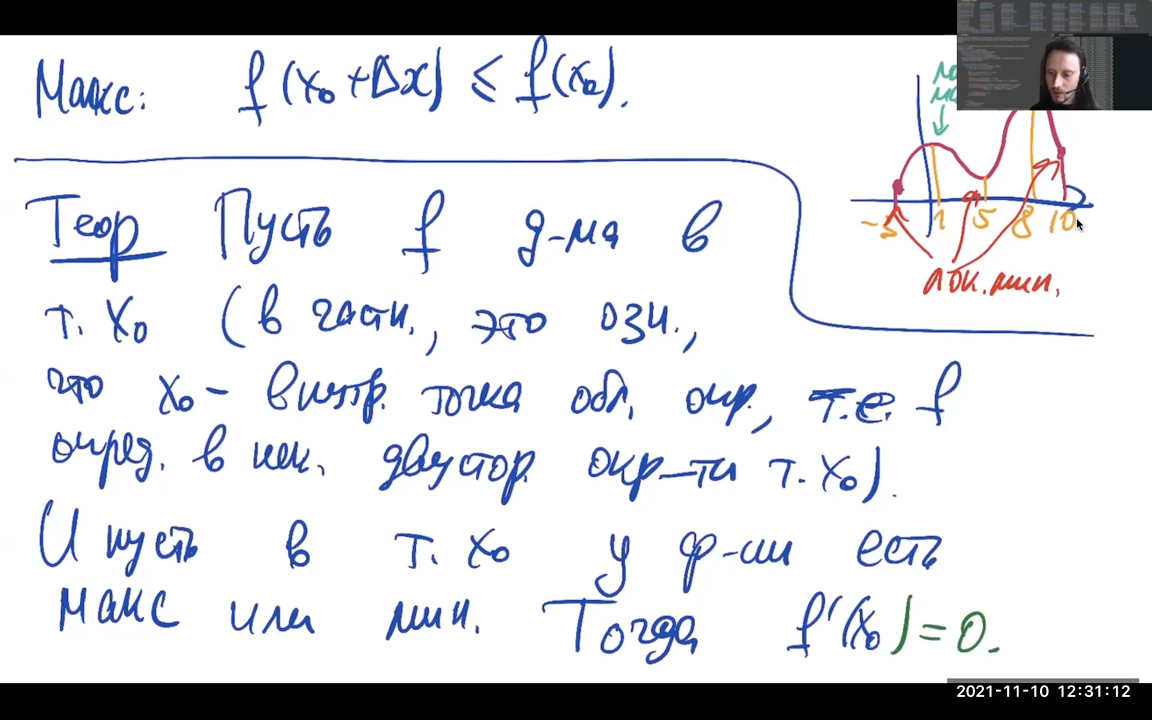 Макс: f(x₀+Δx) ≤ f(x₀).
Теор Пусть f д-ма в
т. x₀ (в частн., это озн.,
что x₀ - внутр. точка обл. опр., т.е. f
опред. в нек. двустор. окр-ти т. x₀).
И пусть в т. x₀ у ф-ии есть
макс или мин. Тогда f'(x₀)=0.
1 5 8 10
лок. мин.
2021-11-10 12:31:12